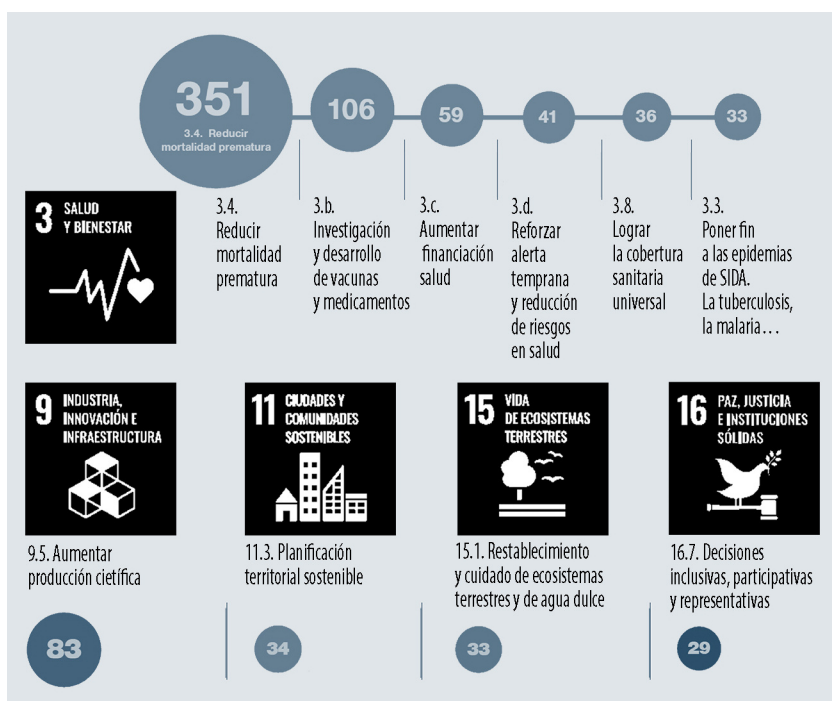 351
3.4. Reducir
mortalidad prematura
106
59
41
36
33
3 SALUD
Y BIENESTAR
3.4.
Reducir
mortalidad
prematura
3.b.
Investigación
y desarrollo
de vacunas
y medicamentos
3.c.
Aumentar
financiación
salud
3.d.
Reforzar
alerta
temprana
y reducción
de riesgos
en salud
3.8.
Lograr
la cobertura
sanitaria
universal
3.3.
Poner fin
a las epidemias
de SIDA.
La tuberculosis,
la malaria…
9 INDUSTRIA,
INNOVACIÓN E
INFRAESTRUCTURA
11 CIUDADES Y
COMUNIDADES
SOSTENIBLES
15 VIDA
DE ECOSISTEMAS
TERRESTRES
16 PAZ, JUSTICIA
E INSTITUCIONES
SÓLIDAS
9.5. Aumentar
producción cietífica
11.3. Planificación
territorial sostenible
15.1. Restablecimiento
y cuidado de ecosistemas
terrestres y de agua dulce
16.7. Decisiones
inclusivas, participativas
y representativas
83
34
33
29